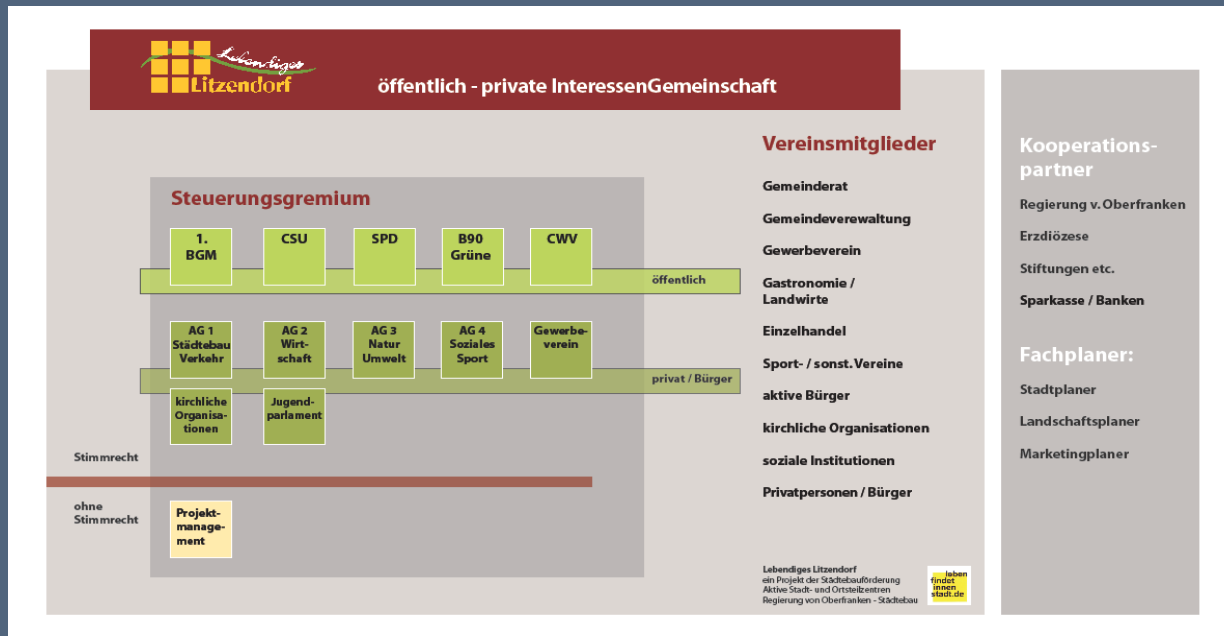 Lebendiges
Litzendorf
öffentlich - private InteressenGemeinschaft
Steuerungsgremium
1.
BGM
CSU
SPD
B90
Grüne
CWV
öffentlich
AG 1
Städtebau
Verkehr
AG 2
Wirt-
schaft
AG 3
Natur
Umwelt
AG 4
Soziales
Sport
Gewerbe-
verein
privat / Bürger
kirchliche
Organisa-
tionen
Jugend-
parlament
Stimmrecht
ohne
Stimmrecht
Projekt-
manage-
ment
Vereinsmitglieder
Gemeinderat
Gemeindeverewaltung
Gewerbeverein
Gastronomie /
Landwirte
Einzelhandel
Sport- / sonst. Vereine
aktive Bürger
kirchliche Organisationen
soziale Institutionen
Privatpersonen / Bürger
Lebendiges Litzendorf
ein Projekt der Städtebauförderung
Aktive Stadt- und Ortsteilzentren
Regierung von Oberfranken - Städtebau
leben
findet
innen
stadt.de
Kooperations-
partner
Regierung v. Oberfranken
Erzdiözese
Stiftungen etc.
Sparkasse / Banken
Fachplaner:
Stadtplaner
Landschaftsplaner
Marketingplaner